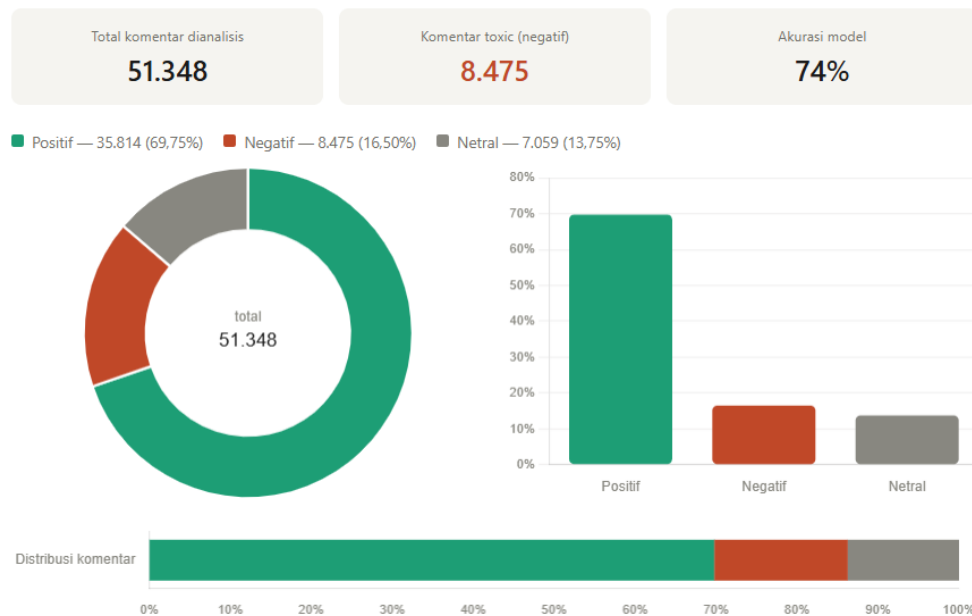 Total komentar dianalisis
51.348
Komentar toxic (negatif)
8.475
Akurasi model
74%
Positif — 35.814 (69,75%)
Negatif — 8.475 (16,50%)
Netral — 7.059 (13,75%)
total
51.348
80%
70%
60%
50%
40%
30%
20%
10%
0%
Positif
Negatif
Netral
Distribusi komentar
0%
10%
20%
30%
40%
50%
60%
70%
80%
90%
100%